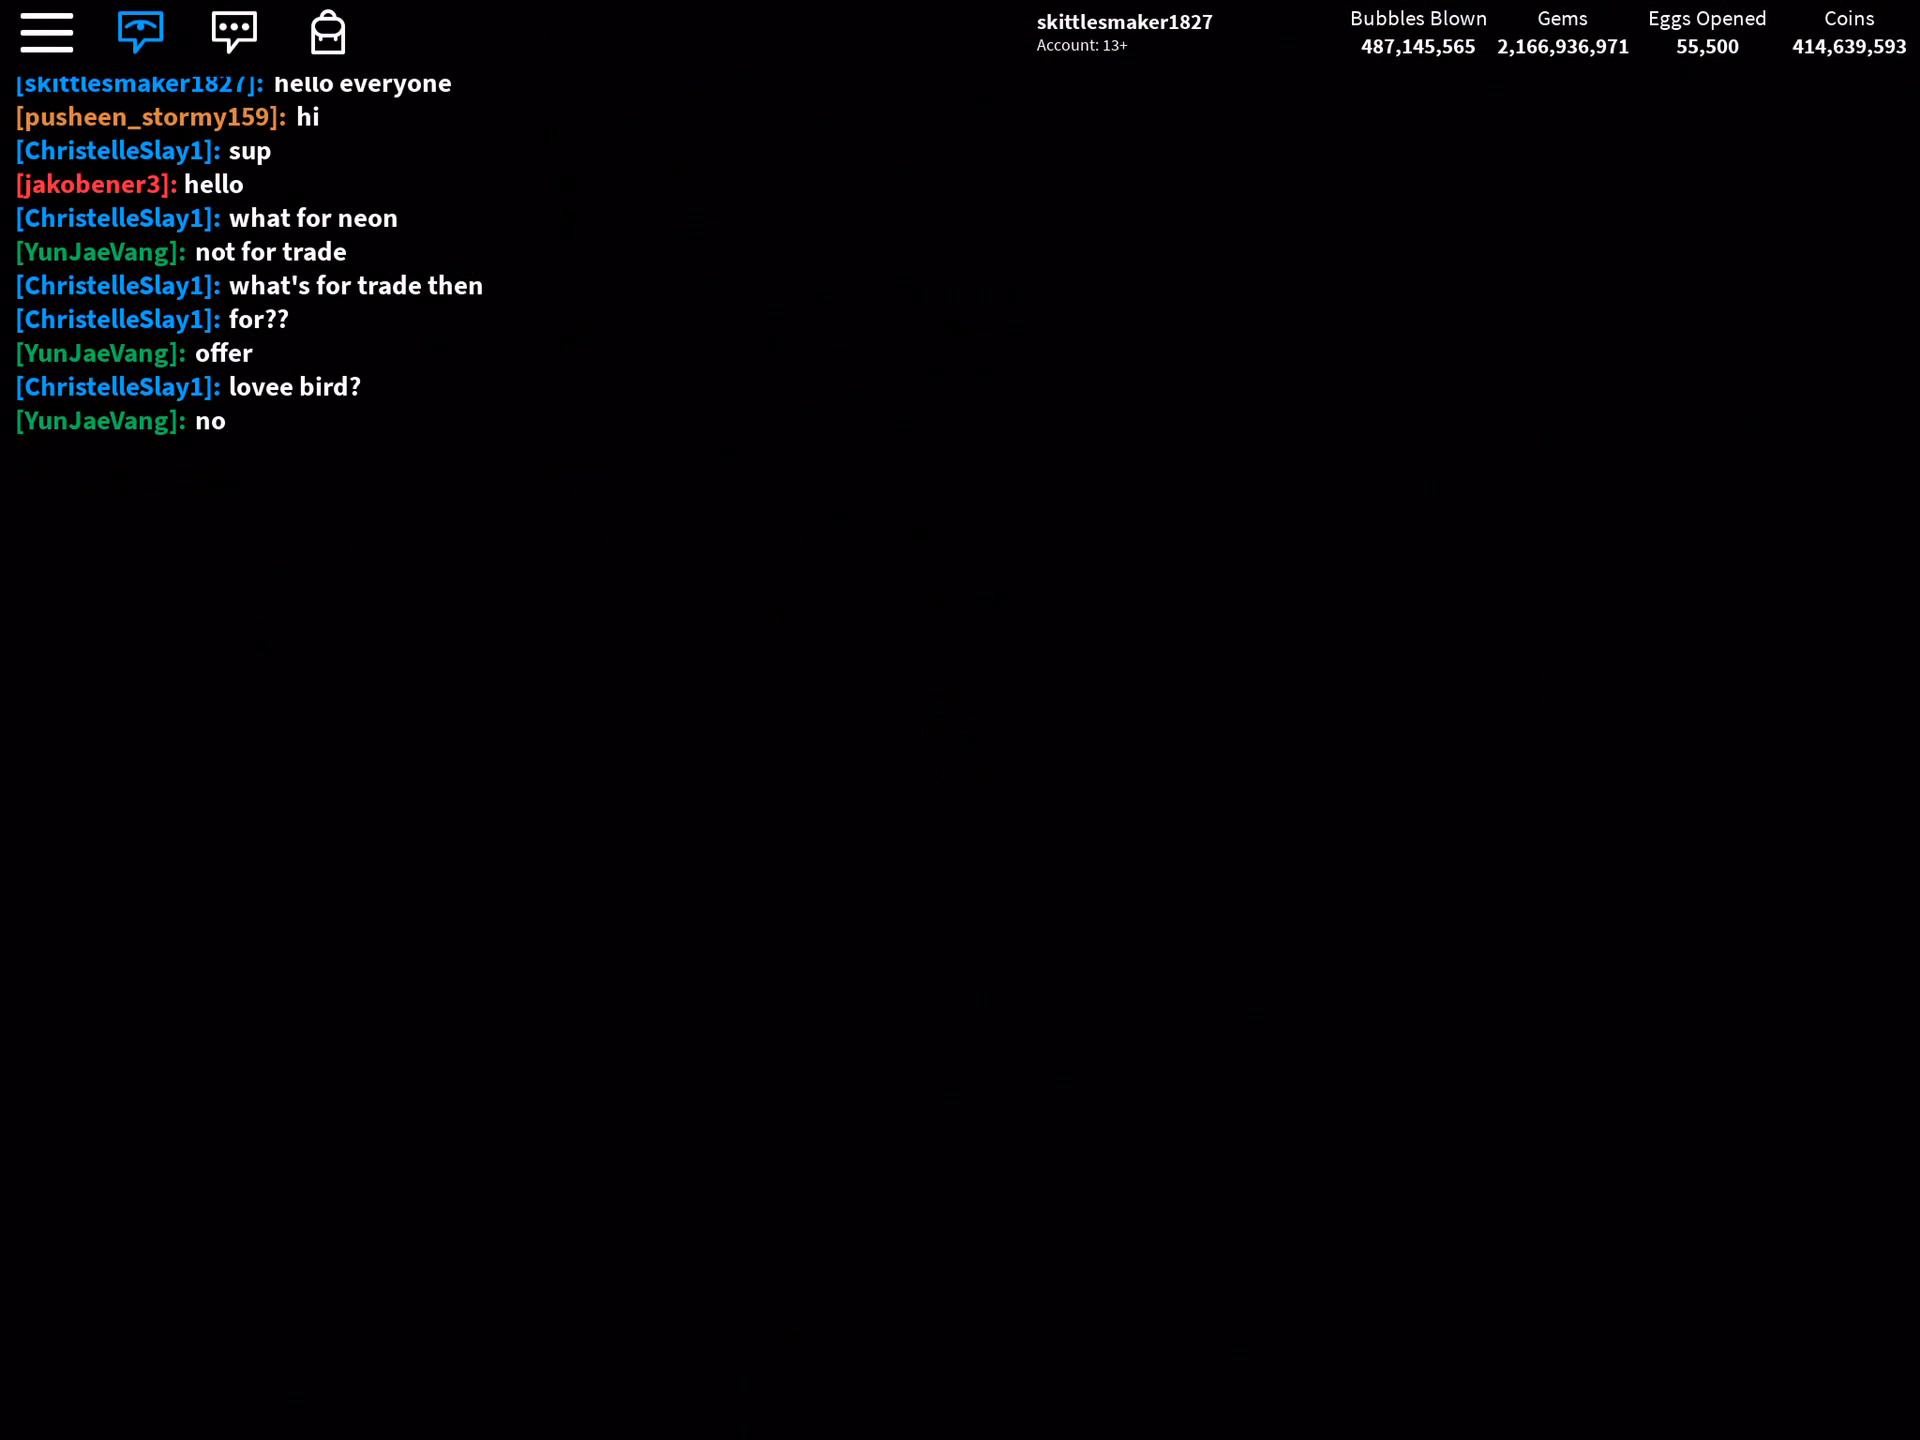 skittlesmaker1827
Account: 13+
Bubbles Blown
487,145,565
Gems
2,166,936,971
Eggs Opened
55,500
Coins
414,639,593
[skittlesmaker1827]: hello everyone
[pusheen_stormy159]: hi
[ChristelleSlay1]: sup
[jakobener3]: hello
[ChristelleSlay1]: what for neon
[YunJaeVang]: not for trade
[ChristelleSlay1]: what's for trade then
[ChristelleSlay1]: for??
[YunJaeVang]: offer
[ChristelleSlay1]: lovee bird?
[YunJaeVang]: no